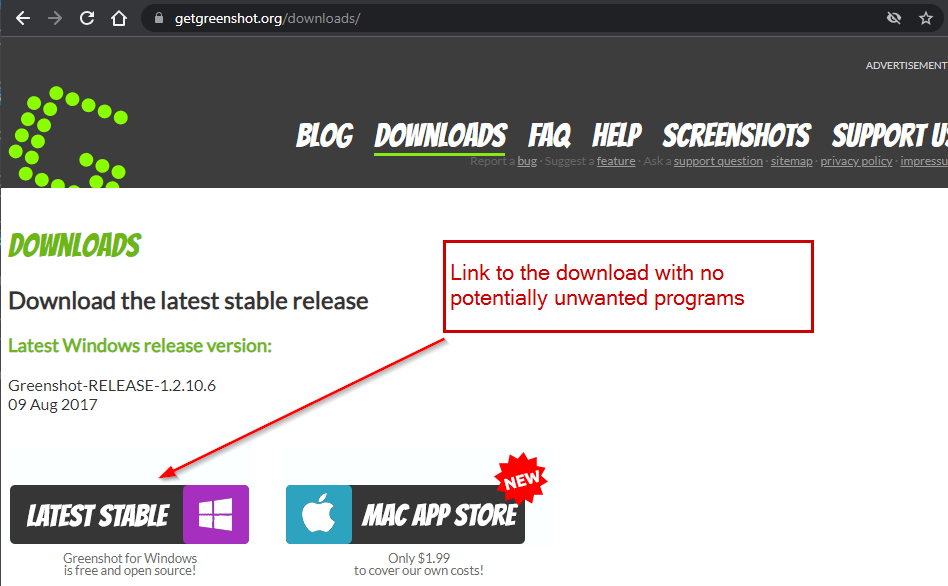 getgreenshot.org/downloads/
ADVERTISEMENT
BLOG DOWNLOADS FAQ HELP SCREENSHOTS SUPPORT US
Report a bug · Suggest a feature · Ask a support question · sitemap · privacy policy · impressu
DOWNLOADS
Link to the download with no
potentially unwanted programs
Download the latest stable release
Latest Windows release version:
Greenshot-RELEASE-1.2.10.6
09 Aug 2017
NEW
LATEST STABLE
MAC APP STORE
Greenshot for Windows
is free and open source!
Only $1.99
to cover our own costs!